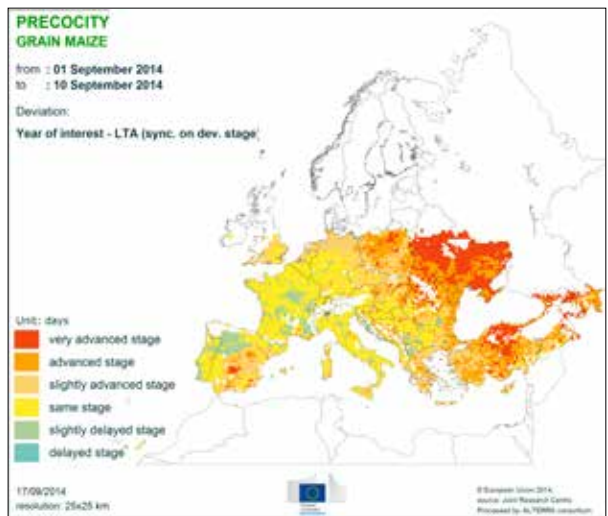 PRECOCITY
GRAIN MAIZE
from : 01 September 2014
to : 10 September 2014
Deviation:
Year of interest - LTA (sync. on dev. stage
Unit: days
very advanced stage
advanced stage
slightly advanced stage
same stage
slightly delayed stage
delayed stage
17/09/2014
resolution: 25x25 km
© European Union 2014
source: Joint Research Centre
Processed by ALTERRA consortium